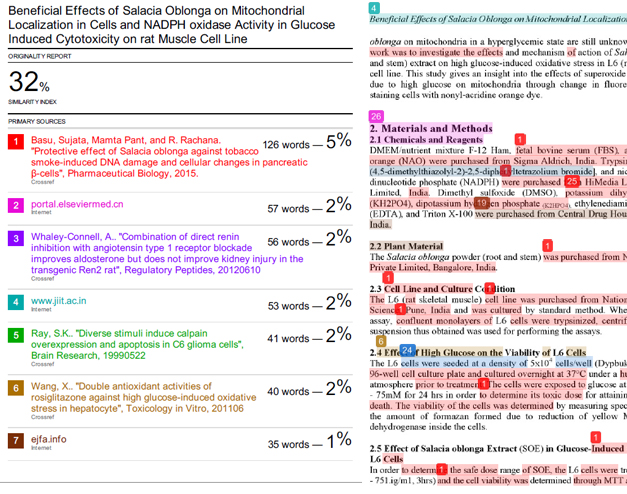 Beneficial Effects of Salacia Oblonga on Mitochondrial
Localization in Cells and NADPH oxidase Activity in Glucose
Induced Cytotoxicity on rat Muscle Cell Line
ORIGINALITY REPORT
32%
SIMILARITY INDEX
PRIMARY SOURCES
1
Basu, Sujata, Mamta Pant, and R. Rachana.
"Protective effect of Salacia oblonga against tobacco
smoke-induced DNA damage and cellular changes in pancreatic
β-cells", Pharmaceutical Biology, 2015.
Crossref
126 words — 5%
2
portal.elseviermed.cn
Internet
57 words — 2%
3
Whaley-Connell, A.. "Combination of direct renin
inhibition with angiotensin type 1 receptor blockade
improves aldosterone but does not improve kidney injury in the
transgenic Ren2 rat", Regulatory Peptides, 20120610
Crossref
56 words — 2%
4
www.jiit.ac.in
Internet
53 words — 2%
5
Ray, S.K.. "Diverse stimuli induce calpain
overexpression and apoptosis in C6 glioma cells",
Brain Research, 19990522
Crossref
41 words — 2%
6
Wang, X.. "Double antioxidant activities of
rosiglitazone against high glucose-induced oxidative
stress in hepatocyte", Toxicology in Vitro, 201106
Crossref
40 words — 2%
7
ejfa.info
Internet
35 words — 1%
4
Beneficial Effects of Salacia Oblonga on Mitochondrial Localization
oblonga on mitochondria in a hyperglycemic state are still unknow
work was to investigate the effects and mechanism of action of Sal
and stem) extract on high glucose-induced oxidative stress in L6 (r
cell line. This study gives an insight into the effects of superoxide
due to high glucose on mitochondria through change in fluore
staining cells with nonyl-acridine orange dye.
26
2. Materials and Methods
2.1 Chemicals and Reagents
1
DMEM/nutrient mixture F-12 Ham, fetal bovine serum (FBS), a
orange (NAO) were purchased from Sigma Aldrich, India. Trypsi
(4,5-dimethylthiazolyl-2)-2,5-diph 1 ltetrazolium bromide], and nic
dinucleotide phosphate (NADPH) were purchased 25 HiMedia L
Limited, India. Dimethyl sulfoxide (DMSO), potassium dihy
(KH2PO4), dipotassium hy 19 en phosphate (K2HPO4), ethylenediami
(EDTA), and Triton X-100 were purchased from Central Drug Hou
India.
2.2 Plant Material
1
The Salacia oblonga powder (root and stem) was purchased from N
Private Limited, Bangalore, India.
1
2.3 Cell Line and Culture Co 1 dition
The L6 (rat skeletal muscle) cell line was purchased from Nation
Scienc 1 Pune, India and was cultured by standard method. Whe
assay, confluent monolayers of L6 cells were trypsinized, centrif
suspension thus obtained was used for performing the assays.
6
2.4 Eff 24 of High Glucose on the Viability of L6 Cells
The L6 cells were seeded at a density of 5x10⁴ cells/well (Dypbuk
96-well cell culture plate and cultured overnight at 37°C under a hu
atmosphere prior to treatmen 1 The cells were exposed to glucose at
- 75mM for 24 hrs in order to determine its toxic dose for attainin
death. The viability of the cells was determined by measuring spec
the amount of formazan formed due to reduction of yellow M
dehydrogenase inside the cells.
1
2.5 Effect of Salacia oblonga Extract (SOE) in Glucose-Induced
L6 Cells
In order to determ 1 the safe dose range of SOE, the L6 cells were tr
and the cell viability was determined through MTT a